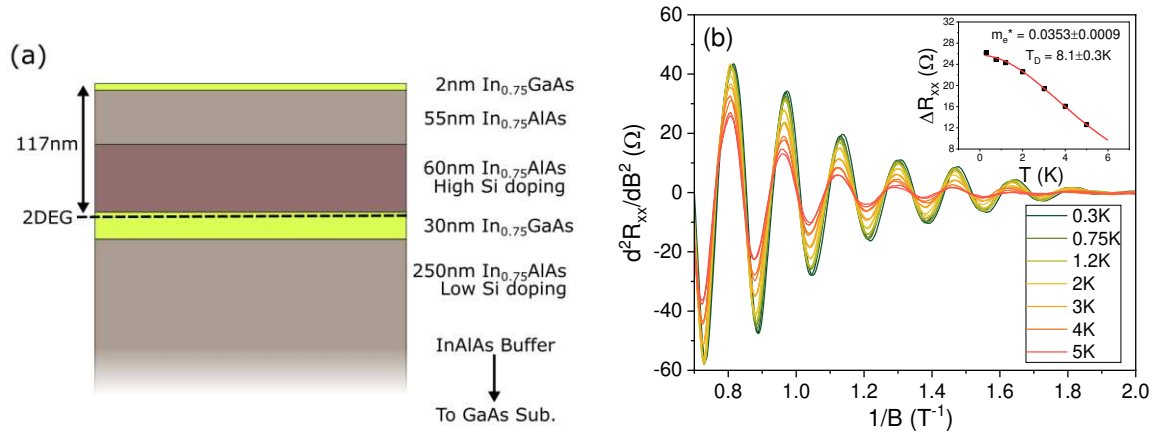 (a)
2nm In0.75GaAs
55nm In0.75AlAs
117nm
60nm In0.75AlAs
High Si doping
2DEG
30nm In0.75GaAs
250nm In0.75AlAs
Low Si doping
InAlAs Buffer
To GaAs Sub.
(b)
d²Rxx/dB² (Ω)
60
40
20
0
-20
-40
-60
0.8
1.0
1.2
1.4
1.6
1.8
2.0
1/B (T⁻¹)
me* = 0.0353±0.0009
TD = 8.1±0.3K
ΔRxx (Ω)
28
24
20
16
12
8
0
2
4
6
T (K)
0.3K
0.75K
1.2K
2K
3K
4K
5K